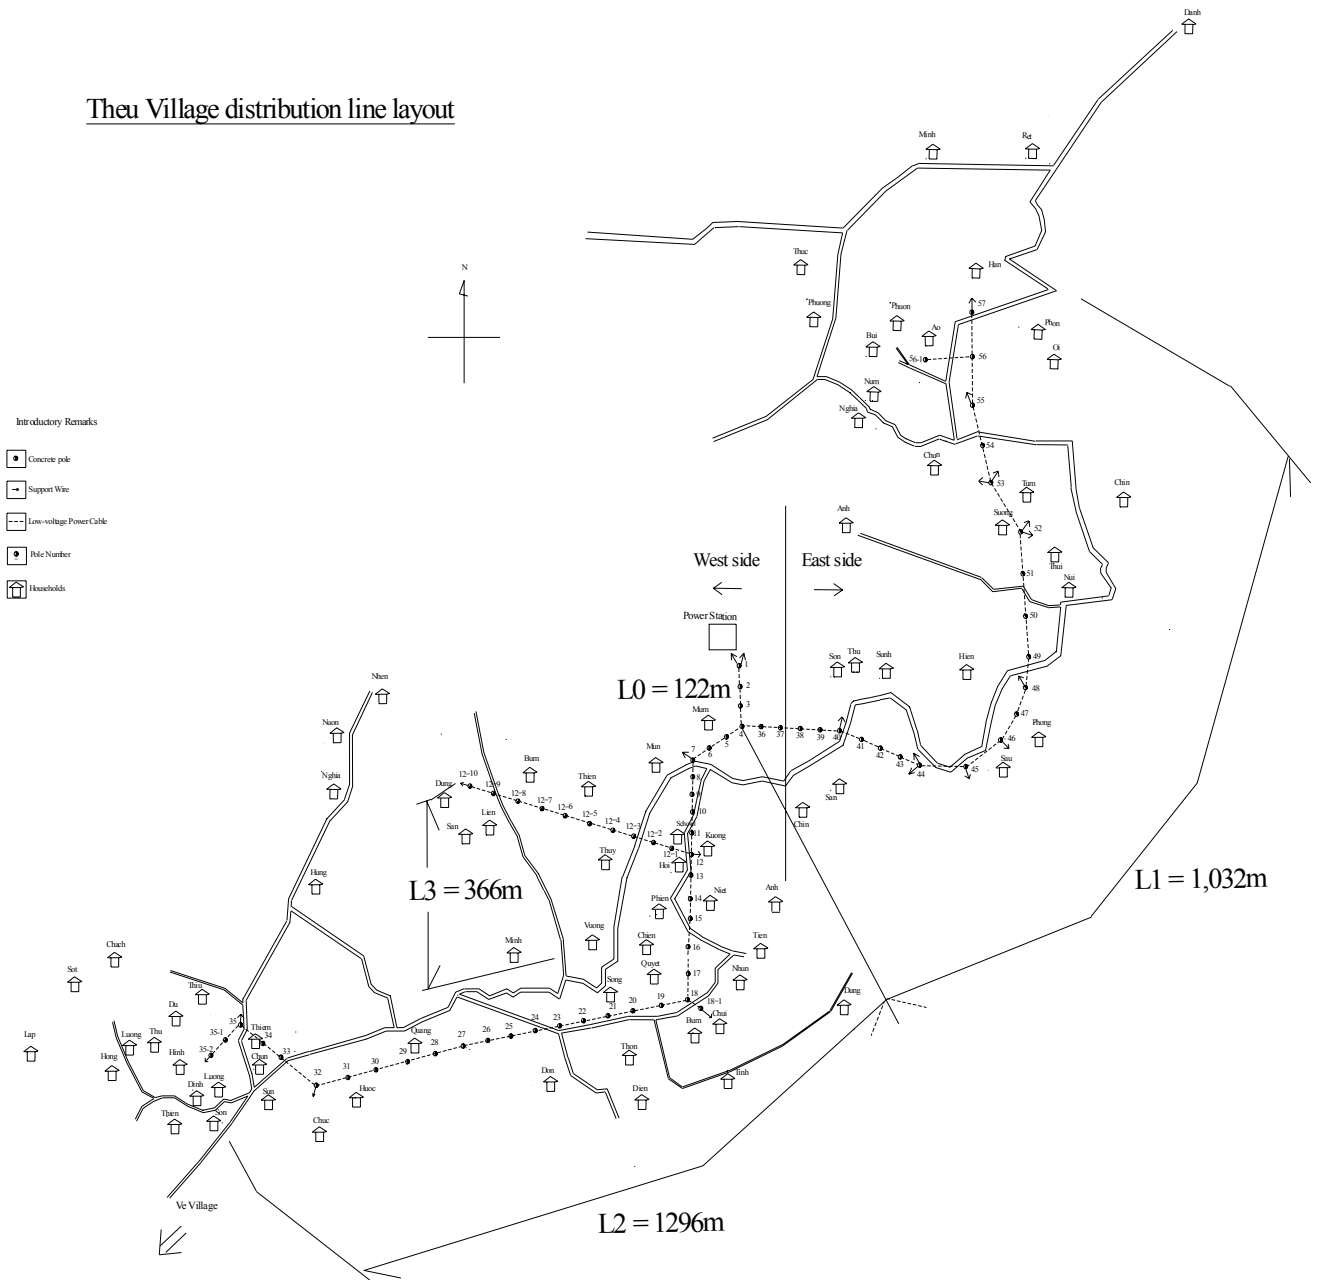 Danh
Theu Village distribution line layout
Minh
Ret
Thuc
Han
N
Phuong
Phuon
57
Ao
Phon
Bui
56-1
56
Oi
Num
55
Nghia
Introductory Remarks
54
Chun
Concrete pole
53
Tum
Chin
Support Wire
Anh
Suong
Low-voltage Power Cable
52
Pole Number
West side
East side
Thui
51
Nui
Households
Power Station
50
Son
Thu
Sunh
Hien
49
1
Nhen
L0 = 122m
2
48
3
47
Phong
Mum
Nuon
4
36
37
38
39
40
5
46
41
6
42
Mun
7
43
44
45
Sau
Bum
12-10
8
Nghia
Dung
12-9
Thien
San
9
12-8
12-7
10
Chin
12-6
Lien
12-5
San
12-4
School
11
12-3
Kuong
12-2
12-1
12
Thuy
Hoi
13
Hung
L3 = 366m
L1 = 1,032m
Anh
Niet
Phien
14
15
Vuong
Chach
Chien
16
Tien
Minh
Sot
Quyet
17
Nhun
Thiu
Song
Dung
18
18-1
19
Du
20
Chui
21
22
35
23
24
Lap
35-1
Thiem
Luong
Thu
34
Quang
25
Bum
26
27
35-2
33
28
Hinh
Chun
Thon
29
Hong
30
31
Luong
32
Don
Tinh
Dinh
Huoc
Dien
Sun
Thien
Son
Chuc
Ve Village
L2 = 1296m